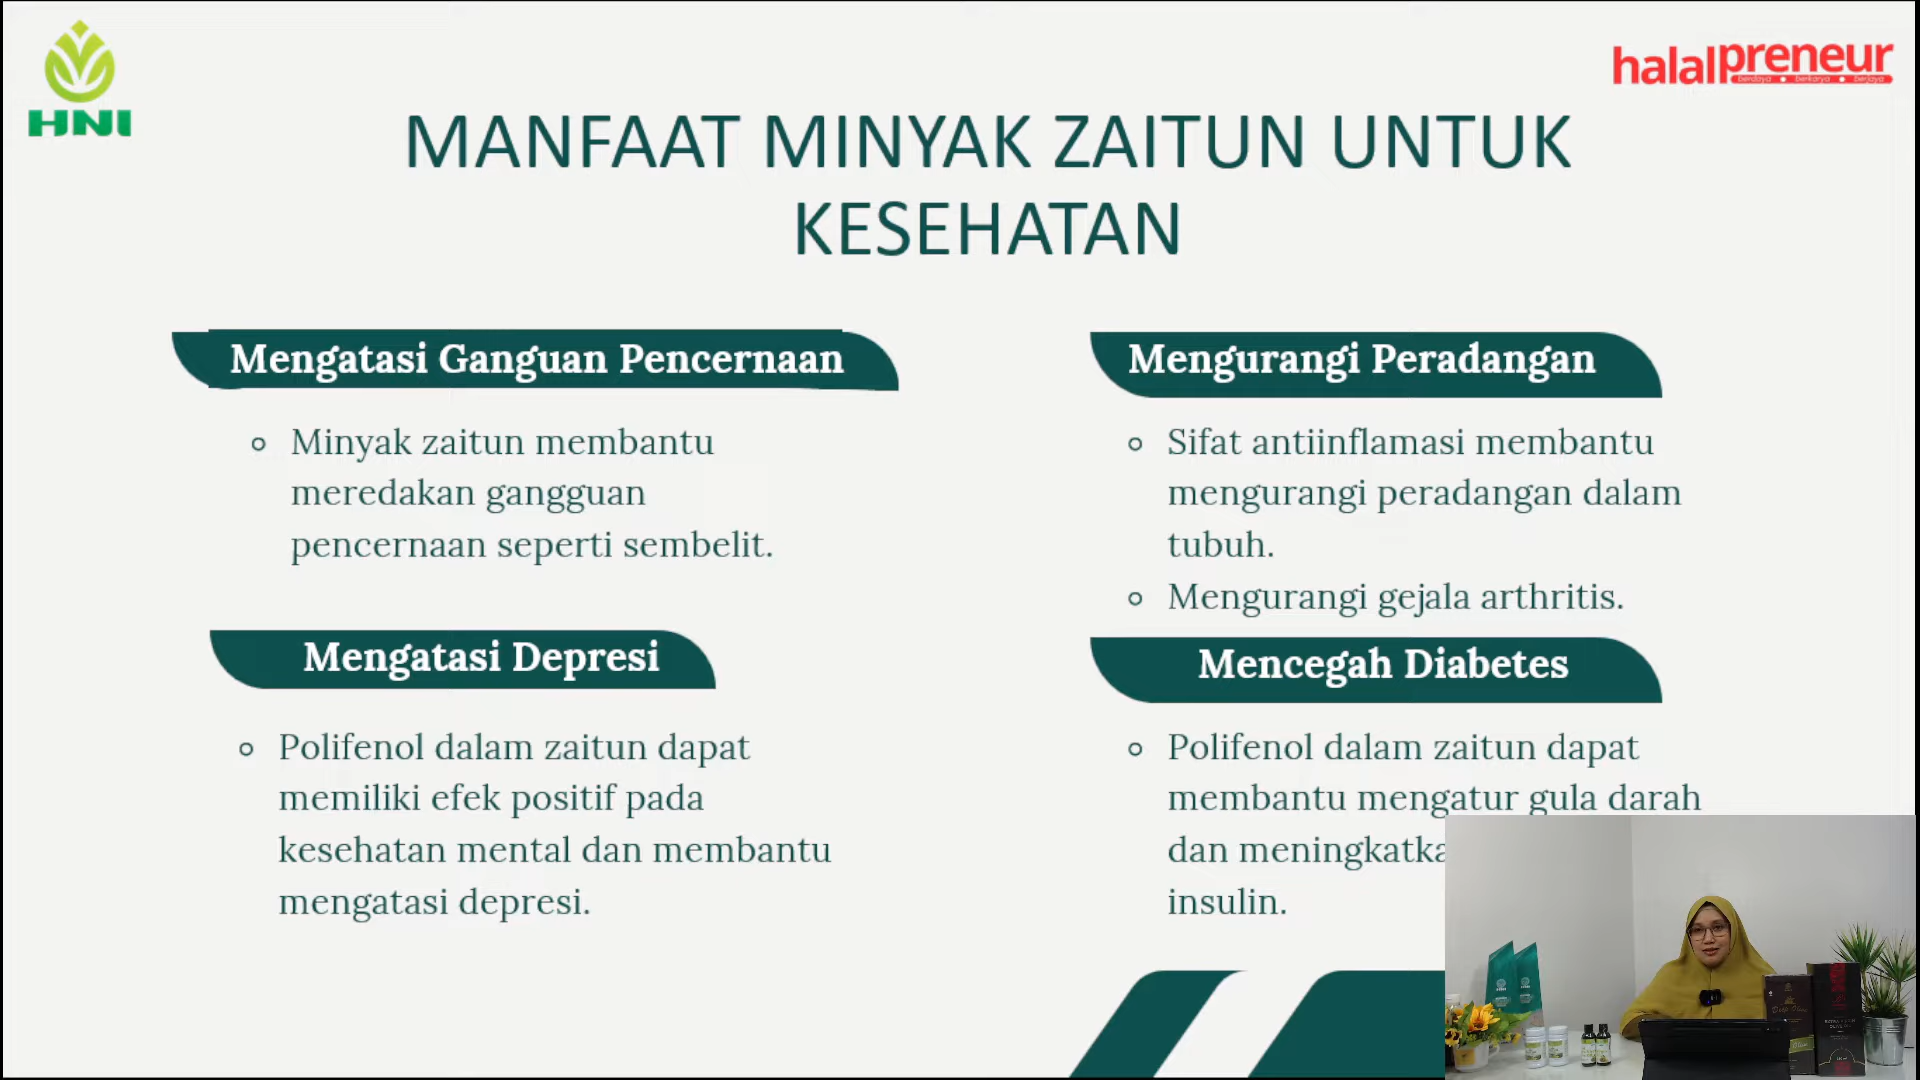 HNI
halalpreneur
berdaya • berkarya • berjaya
MANFAAT MINYAK ZAITUN UNTUK
KESEHATAN
Mengatasi Ganguan Pencernaan
Minyak zaitun membantu
meredakan gangguan
pencernaan seperti sembelit.
Mengatasi Depresi
Polifenol dalam zaitun dapat
memiliki efek positif pada
kesehatan mental dan membantu
mengatasi depresi.
Mengurangi Peradangan
Sifat antiinflamasi membantu
mengurangi peradangan dalam
tubuh.
Mengurangi gejala arthritis.
Mencegah Diabetes
Polifenol dalam zaitun dapat
membantu mengatur gula darah
dan meningkatka
insulin.